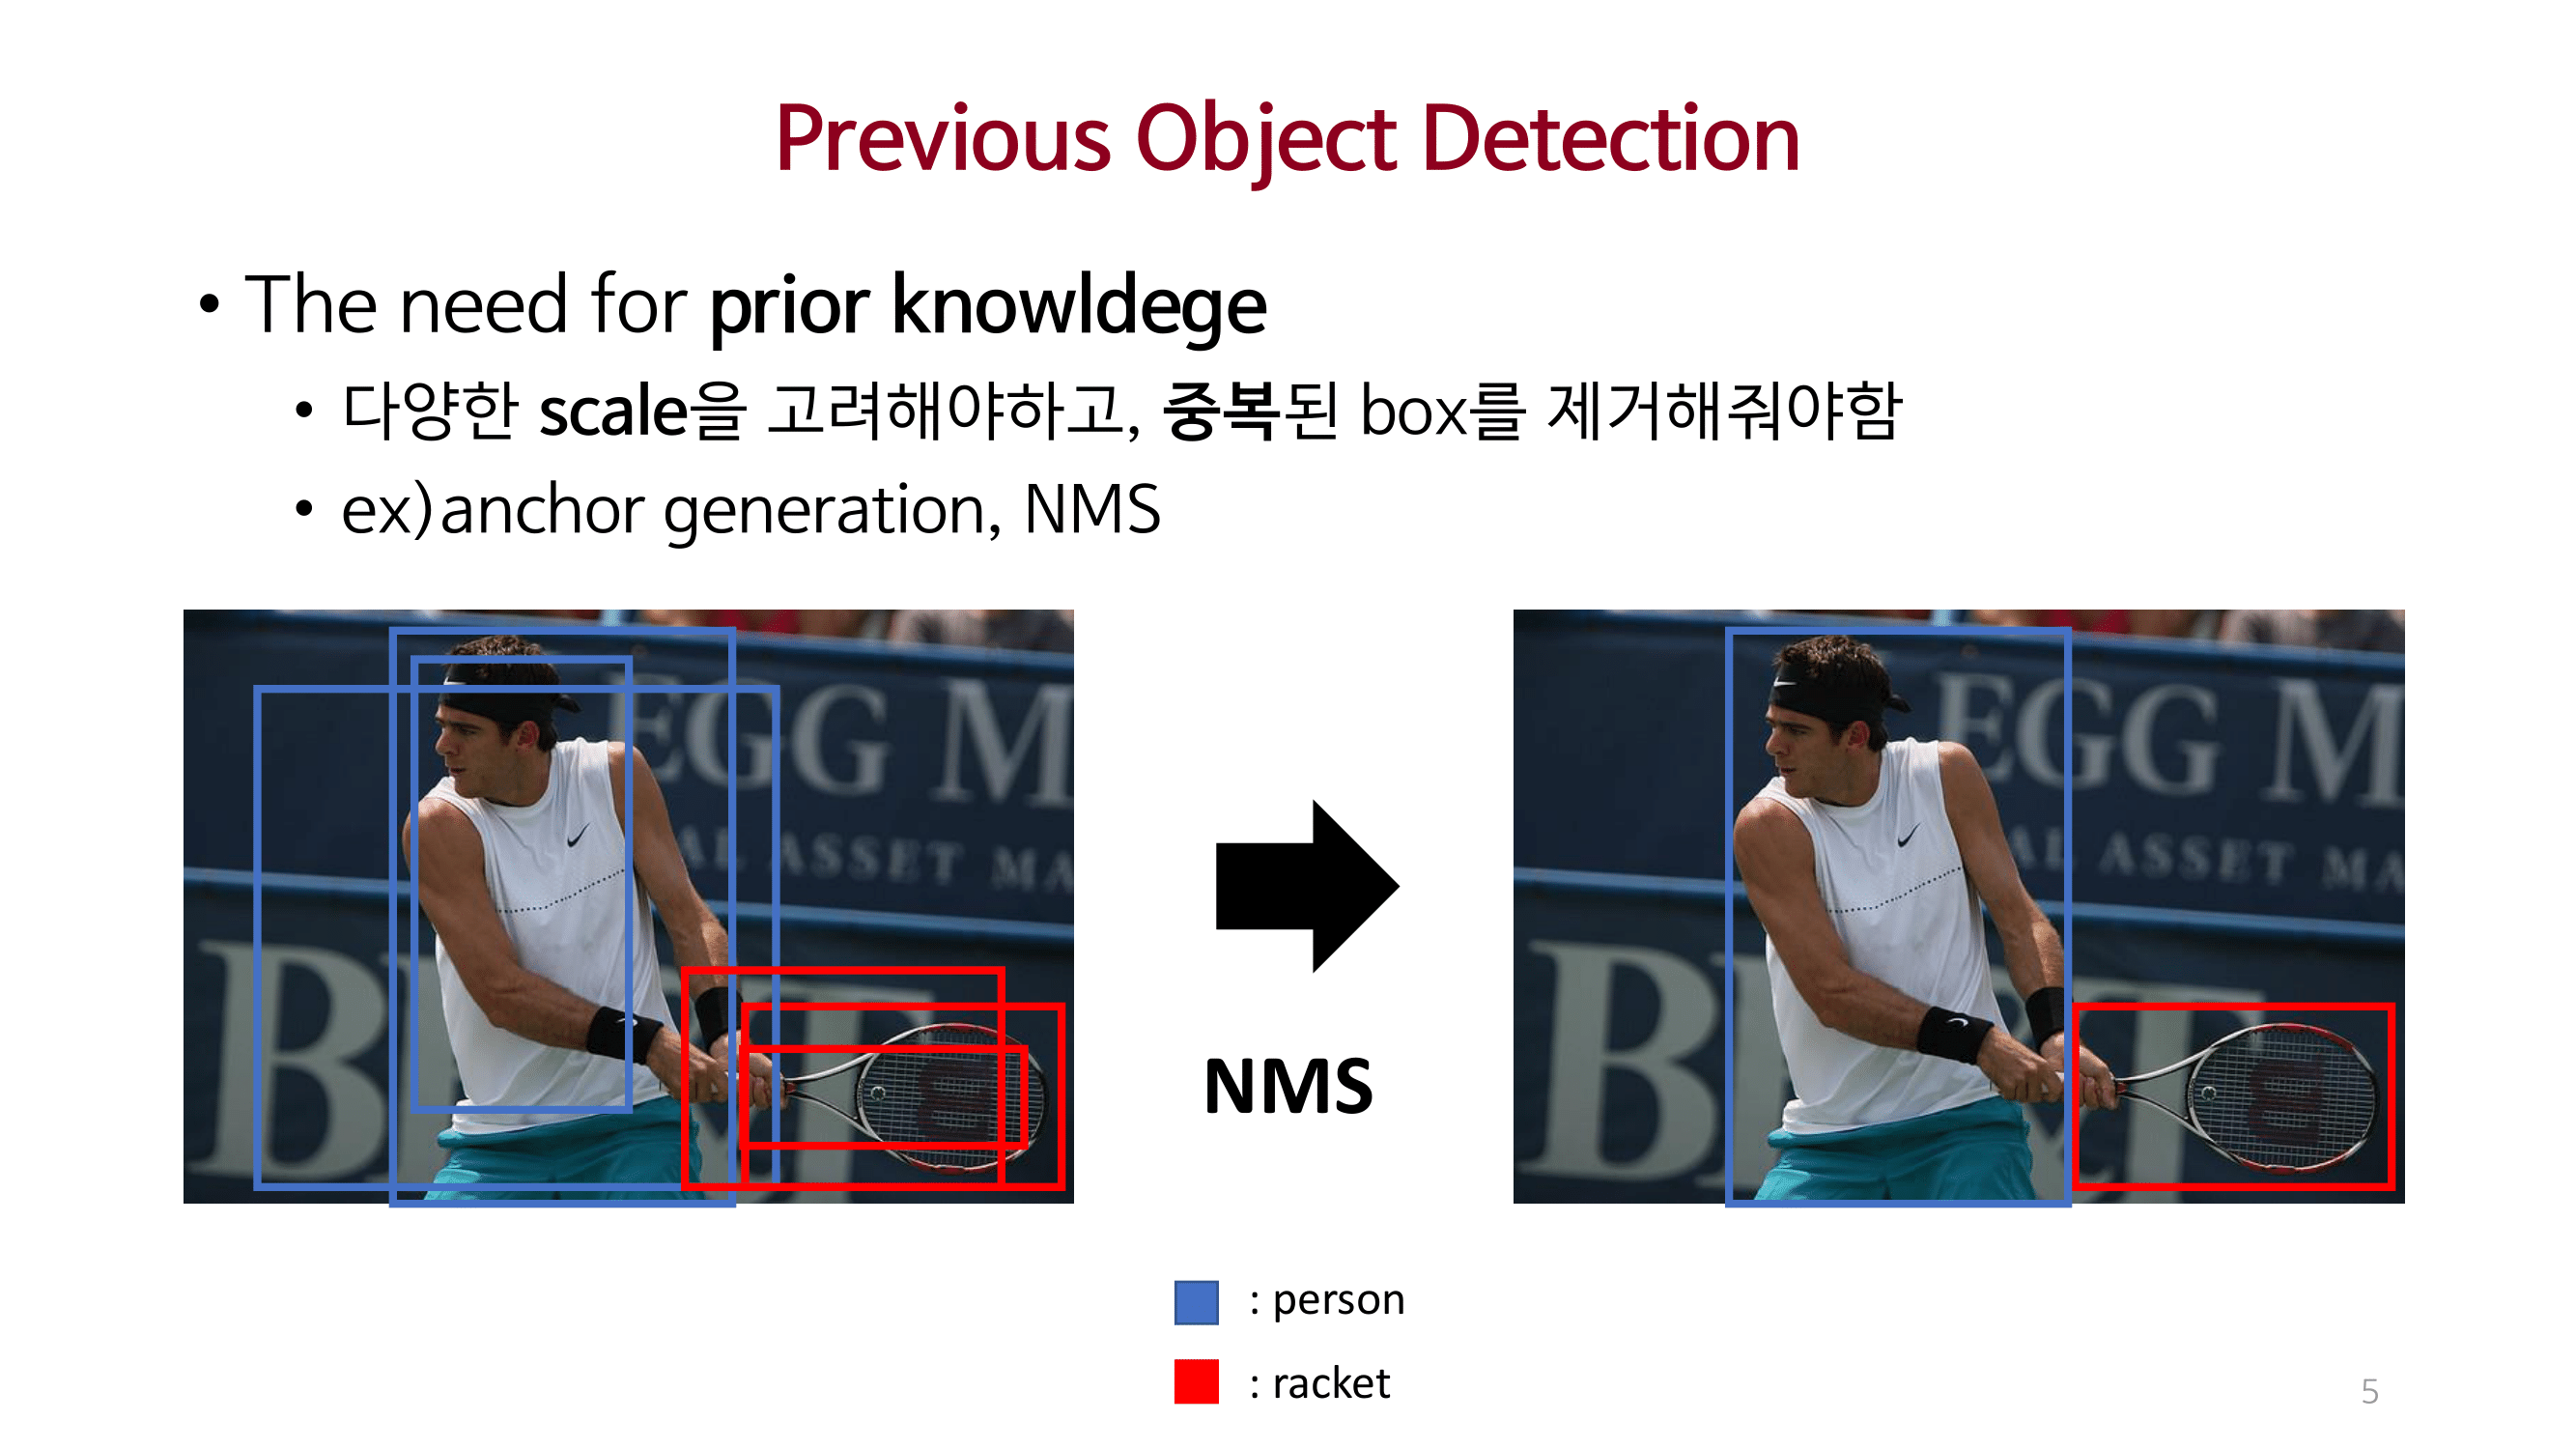 Previous Object Detection
• The need for prior knowldege
• 다양한 scale을 고려해야하고, 중복된 box를 제거해줘야함
• ex)anchor generation, NMS
EGG M
AL ASSET MA
B
T
EGG M
AL ASSET MA
B
T
NMS
: person
: racket
5